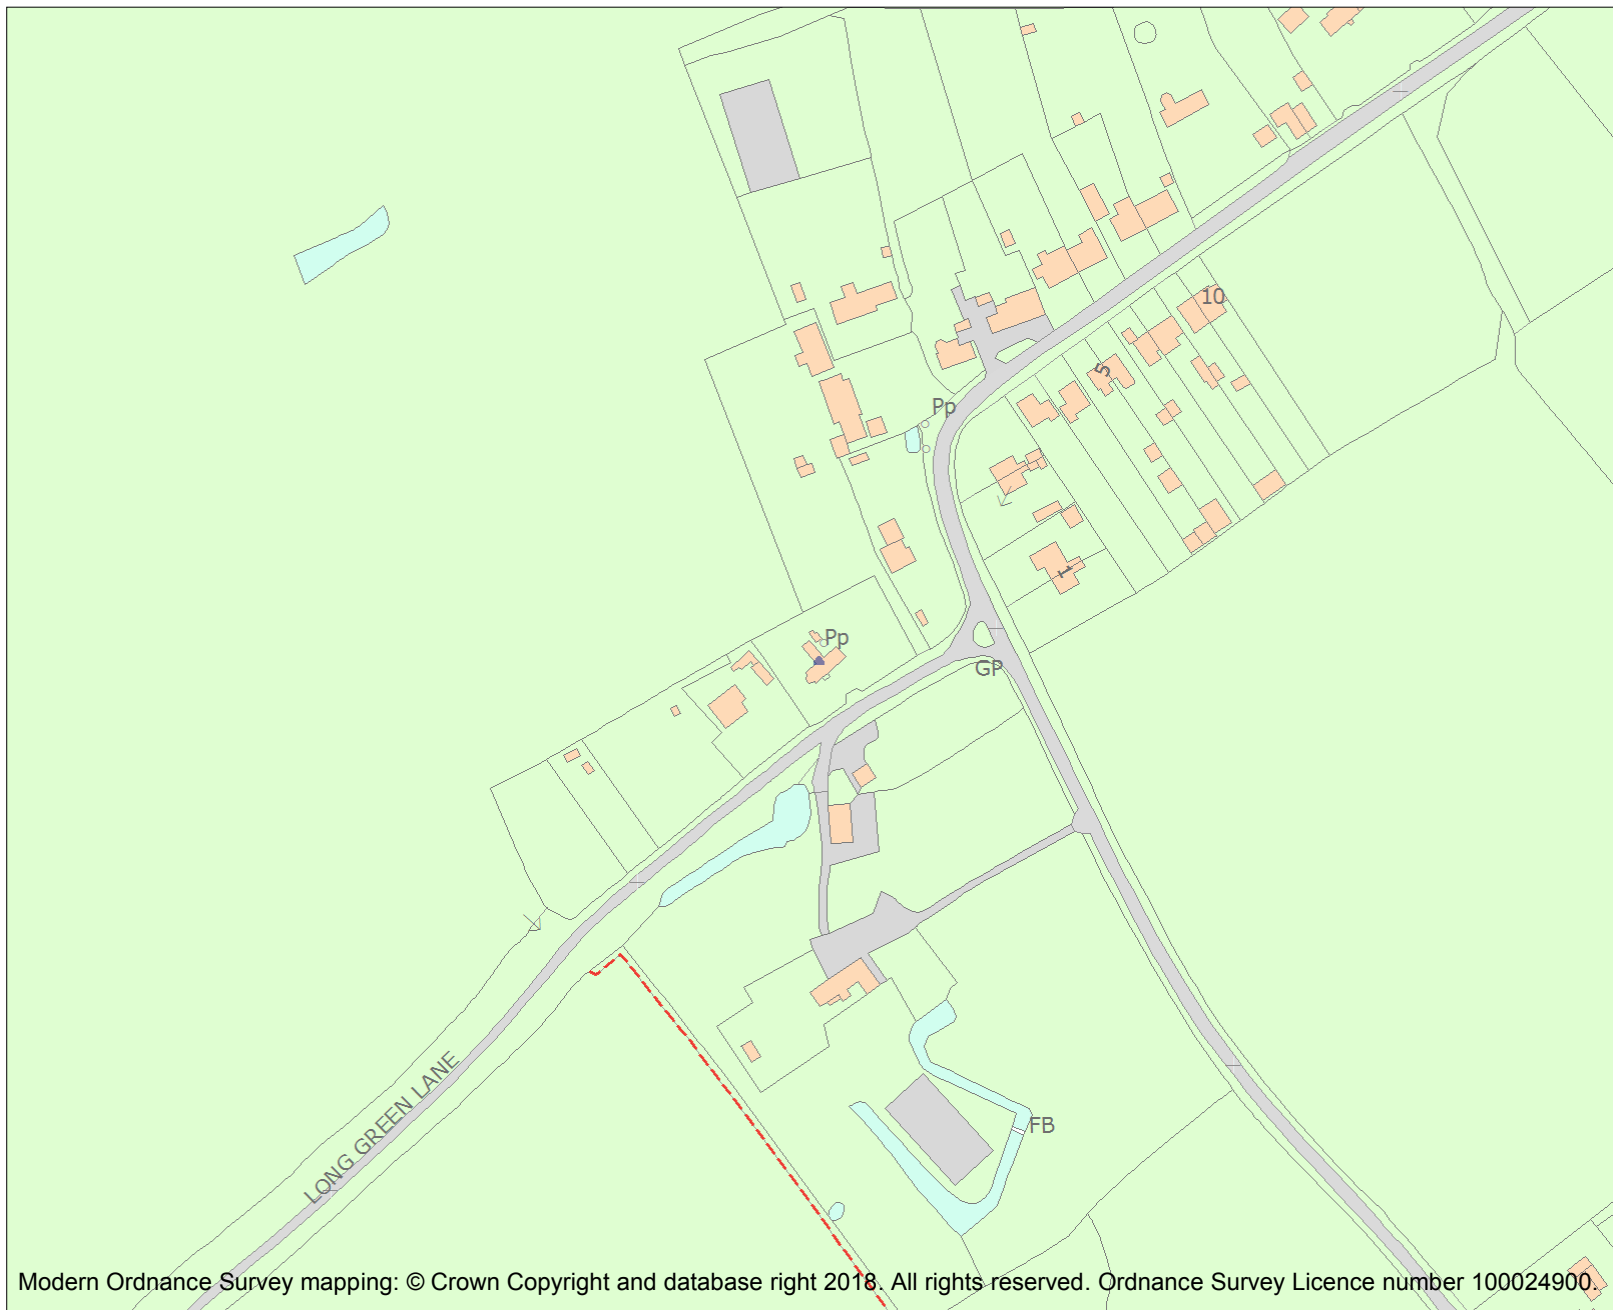 10
5
Pp
1
Pp
GP
LONG GREEN LANE
FB
Modern Ordnance Survey mapping: © Crown Copyright and database right 2018. All rights reserved. Ordnance Survey Licence number 100024900.